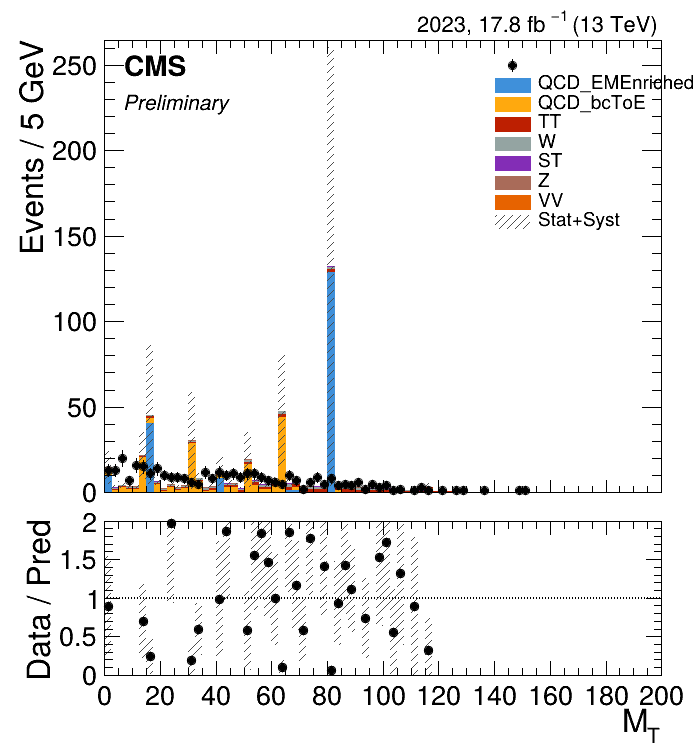 2023, 17.8 fb⁻¹ (13 TeV)
CMS
Preliminary
QCD_EMEnriched
QCD_bcToE
TT
W
ST
Z
VV
Stat+Syst
Events / 5 GeV
250
200
150
100
50
0
Data / Pred
2
1.5
1
0.5
0
0 20 40 60 80 100 120 140 160 180 200
M_T